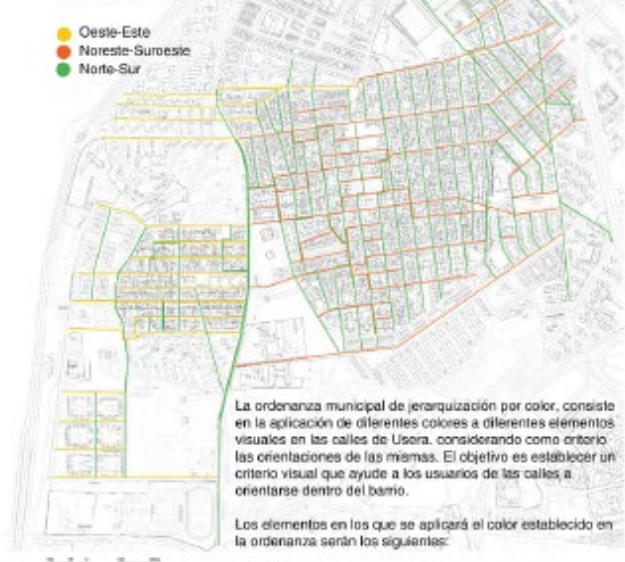 Oeste-Este
Noreste-Suroeste
Norte-Sur
La ordenanza municipal de jerarquización por color, consiste
en la aplicación de diferentes colores a diferentes elementos
visuales en las calles de Usera, considerando como criterio
las orientaciones de las mismas. El objetivo es establecer un
criterio visual que ayude a los usuarios de las calles a
orientarse dentro del barrio.
Los elementos en los que se aplicará el color establecido en
la ordenanza serán los siguientes: